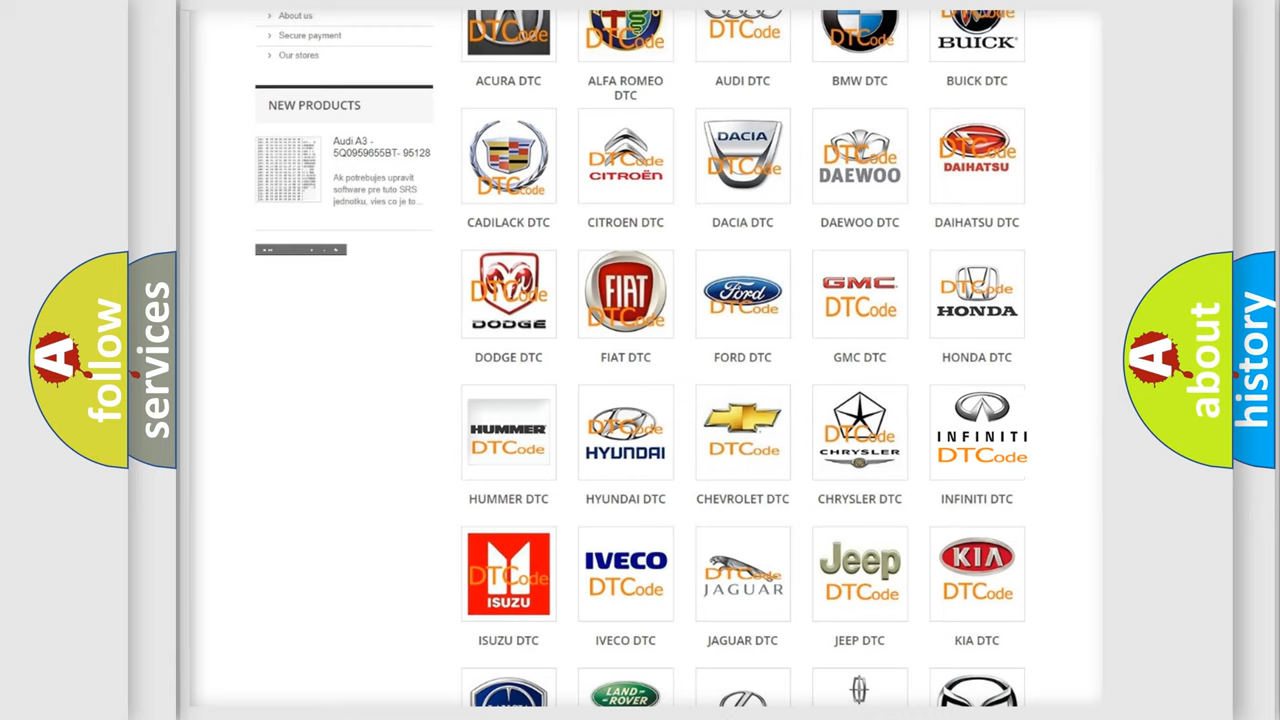 About us
Secure payment
Our stores
NEW PRODUCTS
Audi A3 -
5Q0959655BT- 95128
Ak potrebujes upravit
software pre tuto SRS
jednotku, vies co je to...
DTCode
DTCode
DTCode
DTCode
BUICK
ACURA DTC
ALFA ROMEO
DTC
AUDI DTC
BMW DTC
BUICK DTC
DTCode
DTCode
CITROËN
DACIA
DTCode
DTCode
DAEWOO
DTCode
DAIHATSU
CADILACK DTC
CITROEN DTC
DACIA DTC
DAEWOO DTC
DAIHATSU DTC
DTCode
DODGE
FIAT
DTCode
Ford
DTCode
GMC
DTCode
DTCode
HONDA
DODGE DTC
FIAT DTC
FORD DTC
GMC DTC
HONDA DTC
HUMMER
DTCode
DTCode
HYUNDAI
DTCode
DTCode
CHRYSLER
INFINITI
DTCode
HUMMER DTC
HYUNDAI DTC
CHEVROLET DTC
CHRYSLER DTC
INFINITI DTC
DTCode
ISUZU
IVECO
DTCode
DTCode
JAGUAR
Jeep
DTCode
KIA
DTCode
ISUZU DTC
IVECO DTC
JAGUAR DTC
JEEP DTC
KIA DTC
LAND-
ROVER
A follow
services
A about
history